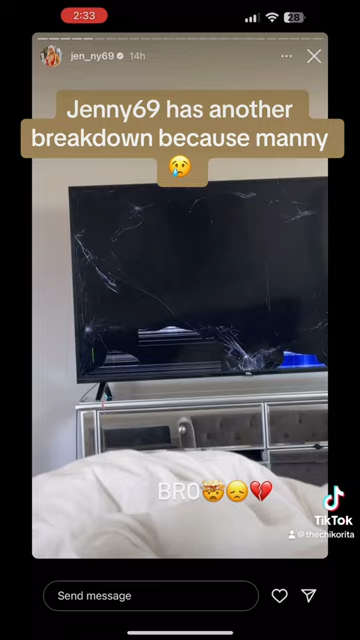 2:33
28
jen_ny69 14h
Jenny69 has another
breakdown because manny
😢
BRO🤯😞💔
TikTok
@thechikorita
Send message